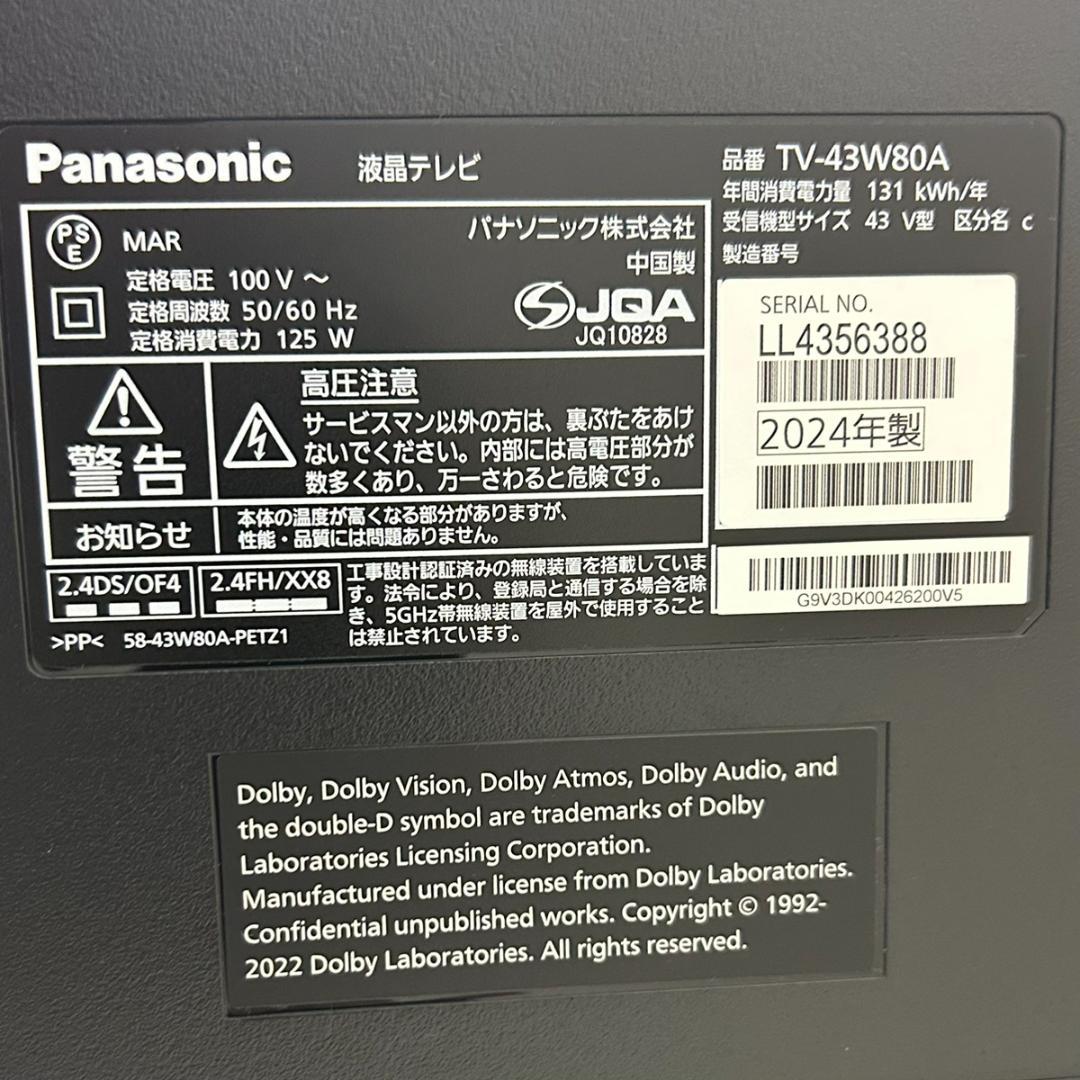 Panasonic 液晶テレビ
品番 TV-43W80A
年間消費電力量 131 kWh/年
受信機型サイズ 43 V型 区分名 c
製造番号
PSE MAR
パナソニック株式会社
中国製
定格電圧 100 V ～
定格周波数 50/60 Hz
定格消費電力 125 W
JQA
JQ10828
SERIAL NO.
LL4356388
2024年製
警告
高圧注意
サービスマン以外の方は、裏ぶたをあけ
ないでください。内部には高電圧部分が
数多くあり、万一さわると危険です。
お知らせ
本体の温度が高くなる部分がありますが、
性能・品質には問題ありません。
2.4DS/OF4
2.4FH/XX8
工事設計認証済みの無線装置を搭載していま
す。法令により、登録局と通信する場合を除
き、5GHz帯無線装置を屋外で使用すること
は禁止されています。
>PP< 58-43W80A-PETZ1
G9V3DK00426200V5
Dolby, Dolby Vision, Dolby Atmos, Dolby Audio, and
the double-D symbol are trademarks of Dolby
Laboratories Licensing Corporation.
Manufactured under license from Dolby Laboratories.
Confidential unpublished works. Copyright © 1992-
2022 Dolby Laboratories. All rights reserved.